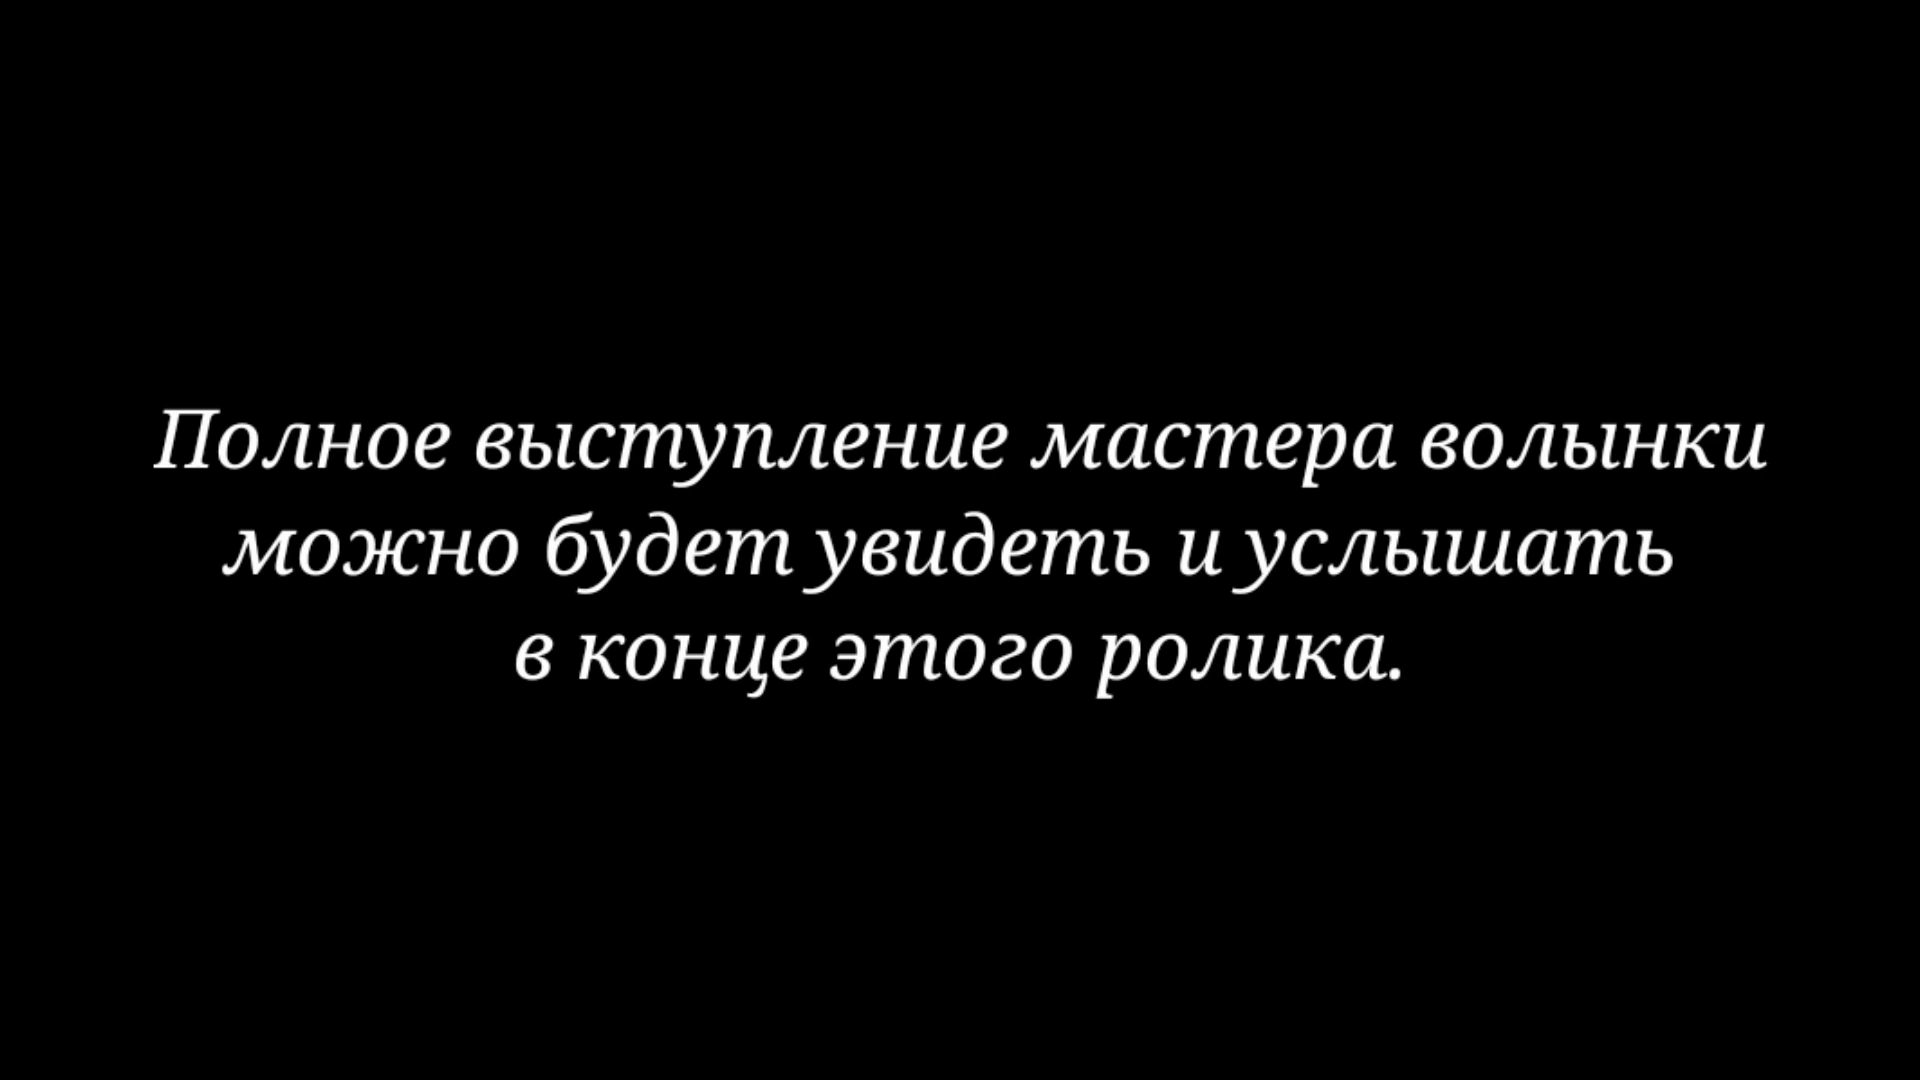 Полное выступление мастера волынки
можно будет увидеть и услышать
в конце этого ролика.